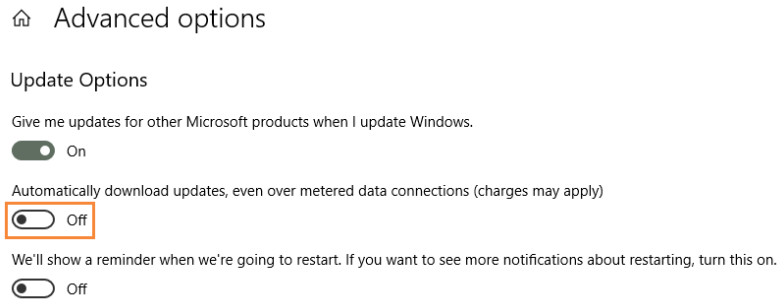 Advanced options
Update Options
Give me updates for other Microsoft products when I update Windows.
On
Automatically download updates, even over metered data connections (charges may apply)
Off
We'll show a reminder when we're going to restart. If you want to see more notifications about restarting, turn this on.
Off